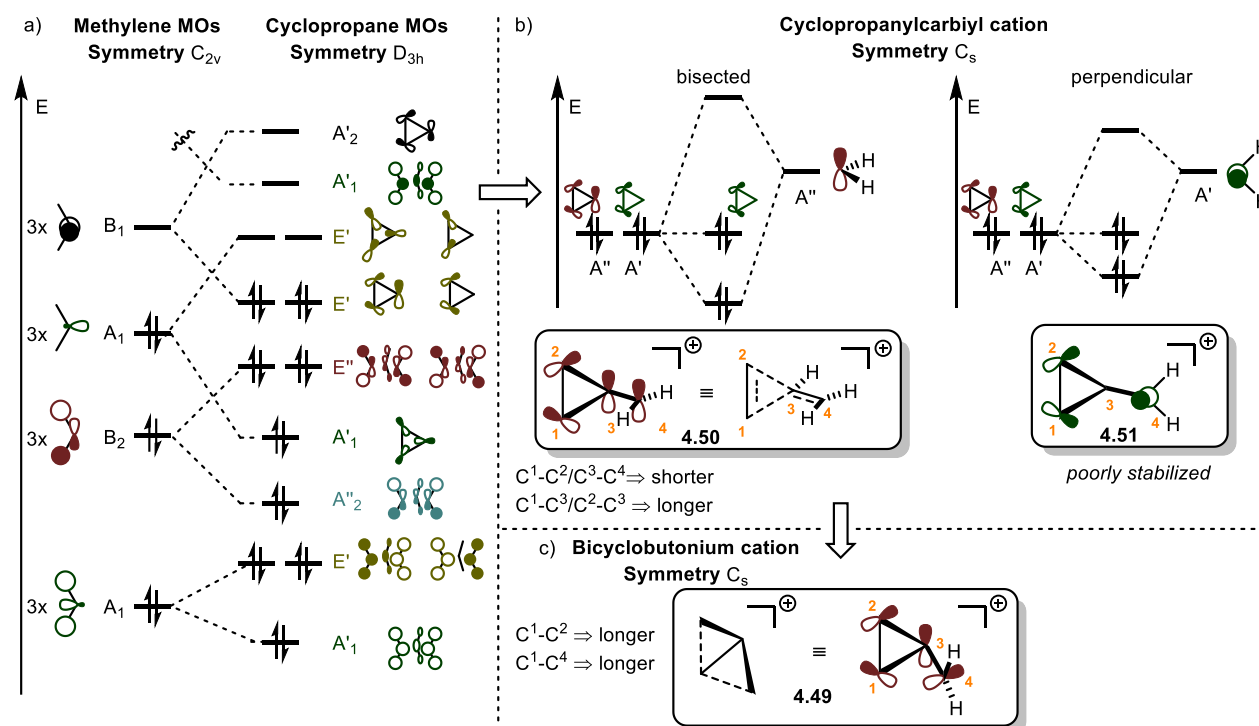 a)
Methylene MOs
Symmetry C2v
Cyclopropane MOs
Symmetry D3h
E
A'2
A'1
3x B1
E'
E'
3x A1
E''
3x B2
A'1
A''2
E'
3x A1
A'1
b)
Cyclopropanylcarbiyl cation
Symmetry Cs
bisected
perpendicular
E
H
H
A''
A'' A'
H
H
A'
A'' A'
2
1
3
4
H
H
+
≡
2
1
3
4
H
H
H
+
4.50
2
1
3
4
H
H
+
4.51
C1-C2/C3-C4⇒ shorter
C1-C3/C2-C3 ⇒ longer
poorly stabilized
c) Bicyclobutonium cation
Symmetry Cs
C1-C2 ⇒ longer
C1-C4 ⇒ longer
+
≡
2
1
3
4
H
H
+
4.49